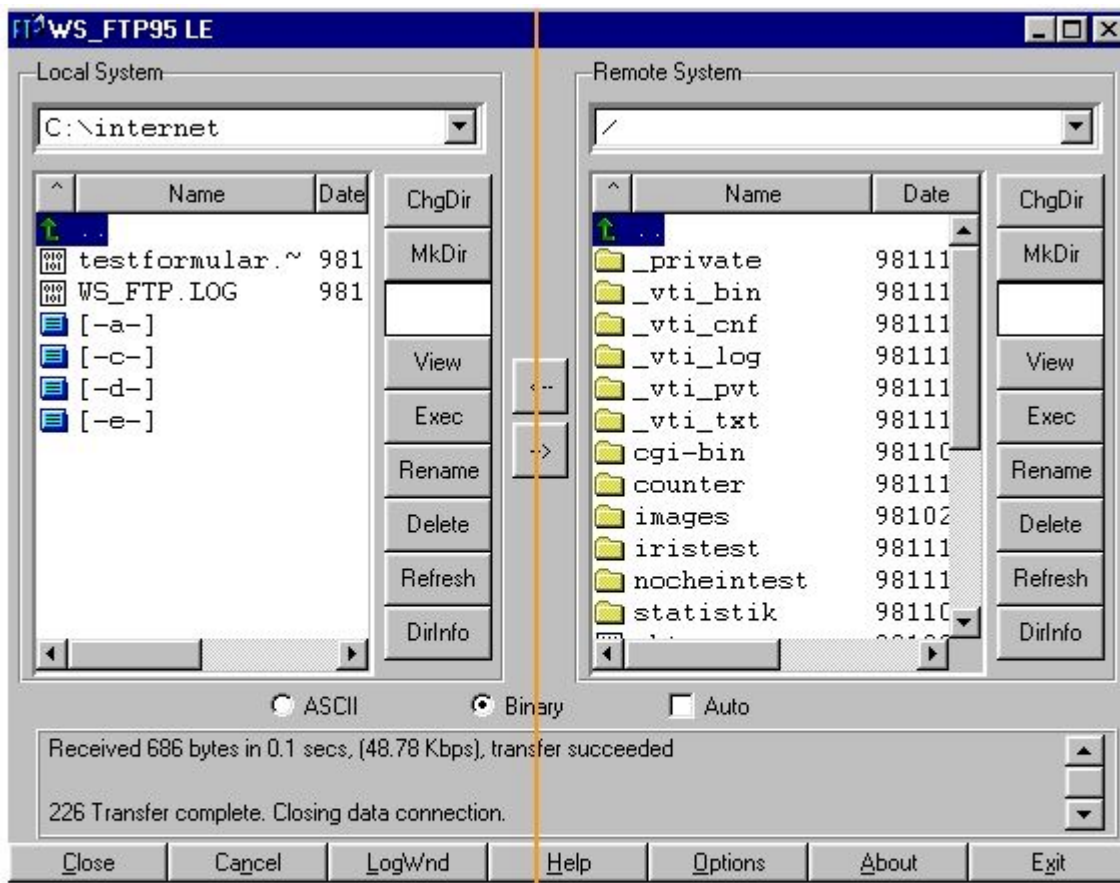 WS_FTP95 LE
Local System
C:\internet
^ Name Date
..
testformular.~ 981
WS_FTP.LOG 981
[-a-]
[-c-]
[-d-]
[-e-]
ChgDir
MkDir
View
Exec
Rename
Delete
Refresh
DirInfo
<--
-->
Remote System
/
^ Name Date
..
_private 98111
_vti_bin 98111
_vti_cnf 98111
_vti_log 98111
_vti_pvt 98111
_vti_txt 98111
cgi-bin 98110
counter 98111
images 98102
iristest 98111
nocheintest 98111
statistik 98110
ChgDir
MkDir
View
Exec
Rename
Delete
Refresh
DirInfo
ASCII Binary Auto
Received 686 bytes in 0.1 secs, (48.78 Kbps), transfer succeeded
226 Transfer complete. Closing data connection.
Close Cancel LogWnd Help Options About Exit